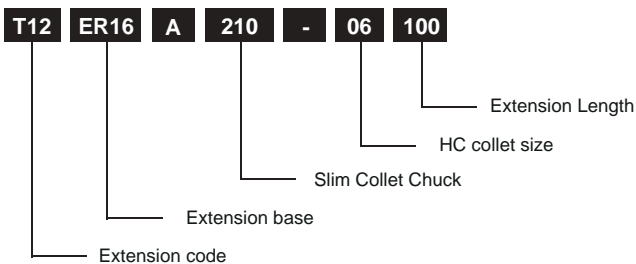 T12 ER16 A 210 - 06 100
Extension Length
HC collet size
Slim Collet Chuck
Extension base
Extension code